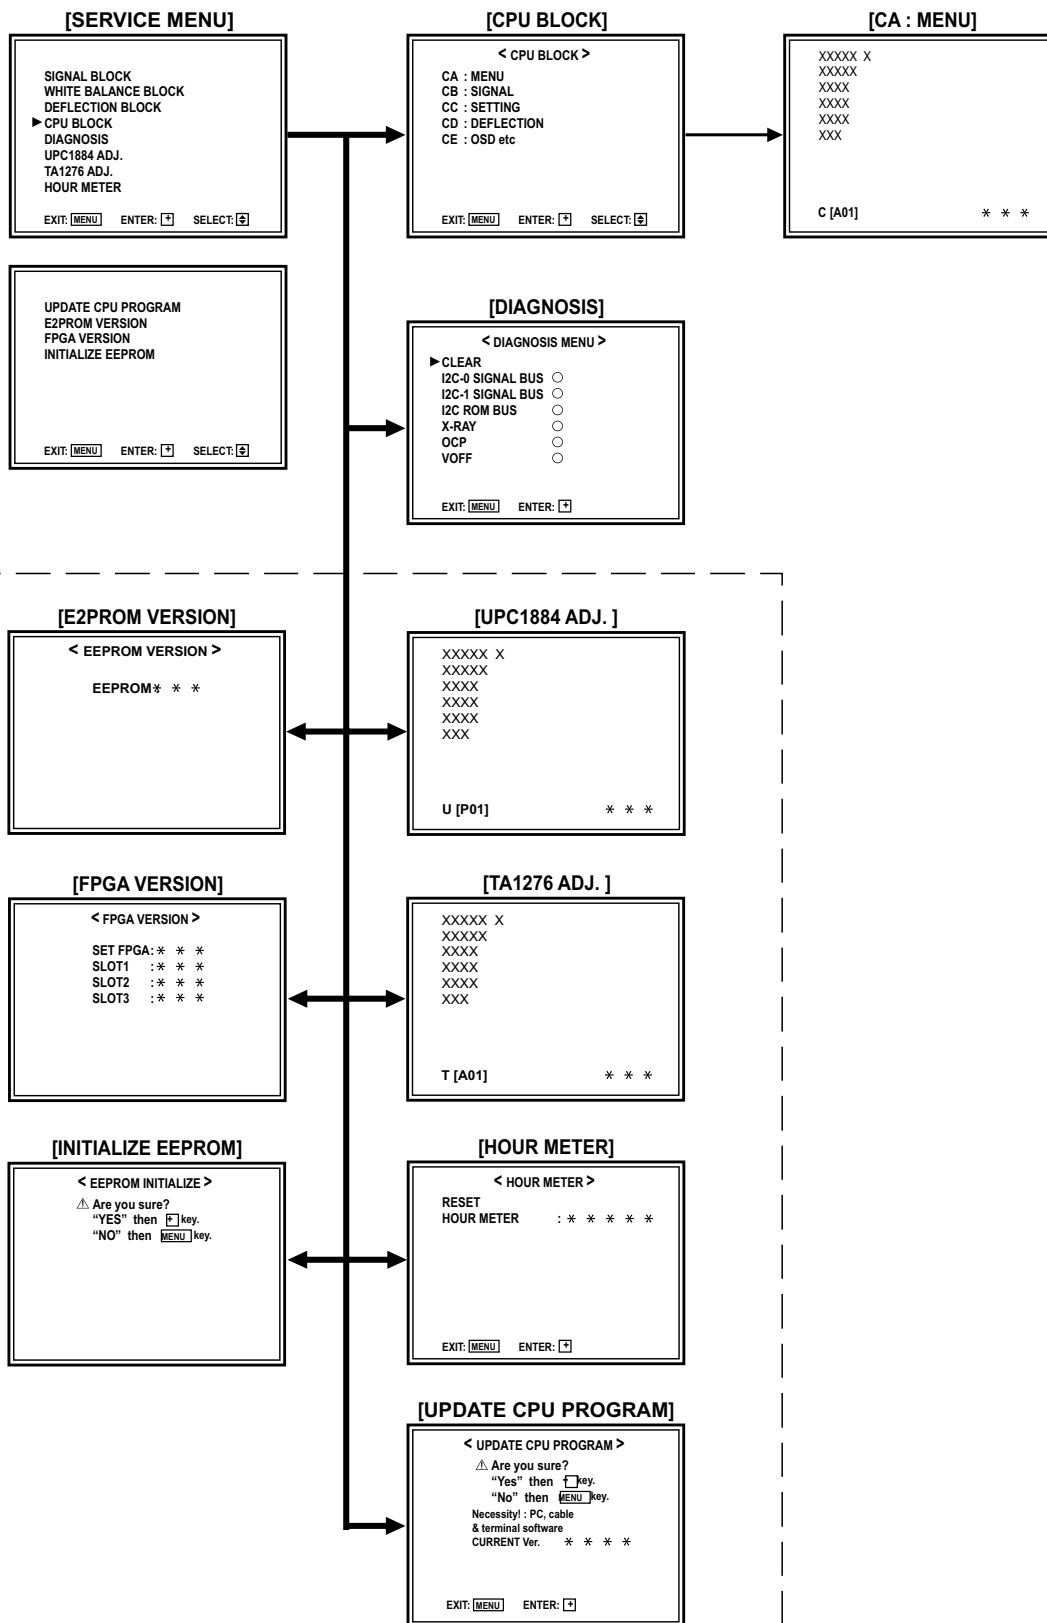 [SERVICE MENU]
SIGNAL BLOCK
WHITE BALANCE BLOCK
DEFLECTION BLOCK
▶ CPU BLOCK
DIAGNOSIS
UPC1884 ADJ.
TA1276 ADJ.
HOUR METER
EXIT: MENU ENTER: + SELECT:
UPDATE CPU PROGRAM
E2PROM VERSION
FPGA VERSION
INITIALIZE EEPROM
EXIT: MENU ENTER: + SELECT:
[CPU BLOCK]
< CPU BLOCK >
CA : MENU
CB : SIGNAL
CC : SETTING
CD : DEFLECTION
CE : OSD etc
EXIT: MENU ENTER: + SELECT:
[CA : MENU]
XXXXX X
XXXXX
XXXX
XXXX
XXXX
XXX
C [A01] * * *
[DIAGNOSIS]
< DIAGNOSIS MENU >
▶ CLEAR
I2C-0 SIGNAL BUS ○
I2C-1 SIGNAL BUS ○
I2C ROM BUS ○
X-RAY ○
OCP ○
VOFF ○
EXIT: MENU ENTER: +
[E2PROM VERSION]
< EEPROM VERSION >
EEPROM: * * *
[UPC1884 ADJ. ]
XXXXX X
XXXXX
XXXX
XXXX
XXXX
XXX
U [P01] * * *
[FPGA VERSION]
< FPGA VERSION >
SET FPGA: * * *
SLOT1 : * * *
SLOT2 : * * *
SLOT3 : * * *
[TA1276 ADJ. ]
XXXXX X
XXXXX
XXXX
XXXX
XXXX
XXX
T [A01] * * *
[INITIALIZE EEPROM]
< EEPROM INITIALIZE >
⚠ Are you sure?
“YES” then + key.
“NO” then MENU key.
[HOUR METER]
< HOUR METER >
RESET
HOUR METER : * * * * *
EXIT: MENU ENTER: +
[UPDATE CPU PROGRAM]
< UPDATE CPU PROGRAM >
⚠ Are you sure?
“Yes” then + key.
“No” then MENU key.
Necessity! : PC, cable
& terminal software
CURRENT Ver. * * * *
EXIT: MENU ENTER: +